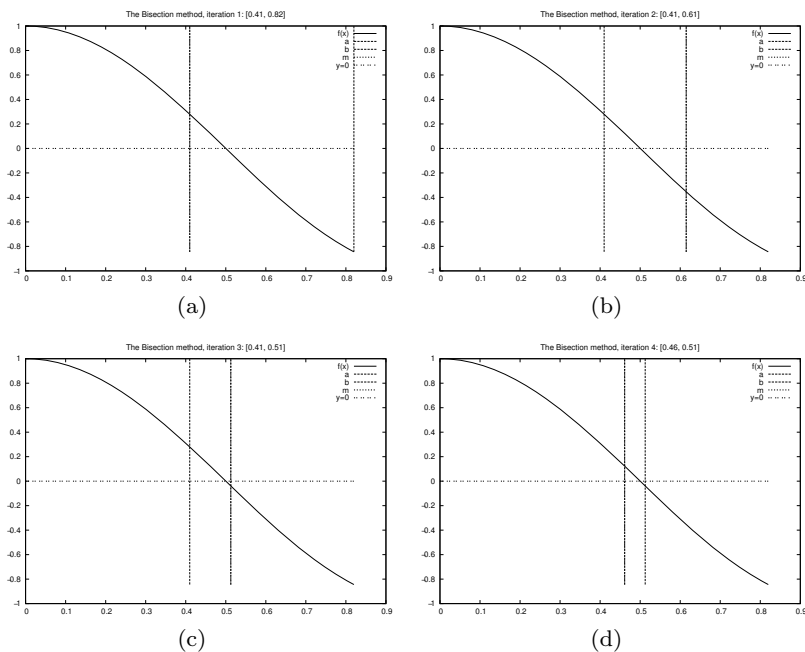 The Bisection method, iteration 1: [0.41, 0.82]
1
0.8
0.6
0.4
0.2
0
-0.2
-0.4
-0.6
-0.8
-1
0 0.1 0.2 0.3 0.4 0.5 0.6 0.7 0.8 0.9
f(x)
a
b
m
y=0
(a)
The Bisection method, iteration 2: [0.41, 0.61]
1
0.8
0.6
0.4
0.2
0
-0.2
-0.4
-0.6
-0.8
-1
0 0.1 0.2 0.3 0.4 0.5 0.6 0.7 0.8 0.9
f(x)
a
b
m
y=0
(b)
The Bisection method, iteration 3: [0.41, 0.51]
1
0.8
0.6
0.4
0.2
0
-0.2
-0.4
-0.6
-0.8
-1
0 0.1 0.2 0.3 0.4 0.5 0.6 0.7 0.8 0.9
f(x)
a
b
m
y=0
(c)
The Bisection method, iteration 4: [0.46, 0.51]
1
0.8
0.6
0.4
0.2
0
-0.2
-0.4
-0.6
-0.8
-1
0 0.1 0.2 0.3 0.4 0.5 0.6 0.7 0.8 0.9
f(x)
a
b
m
y=0
(d)